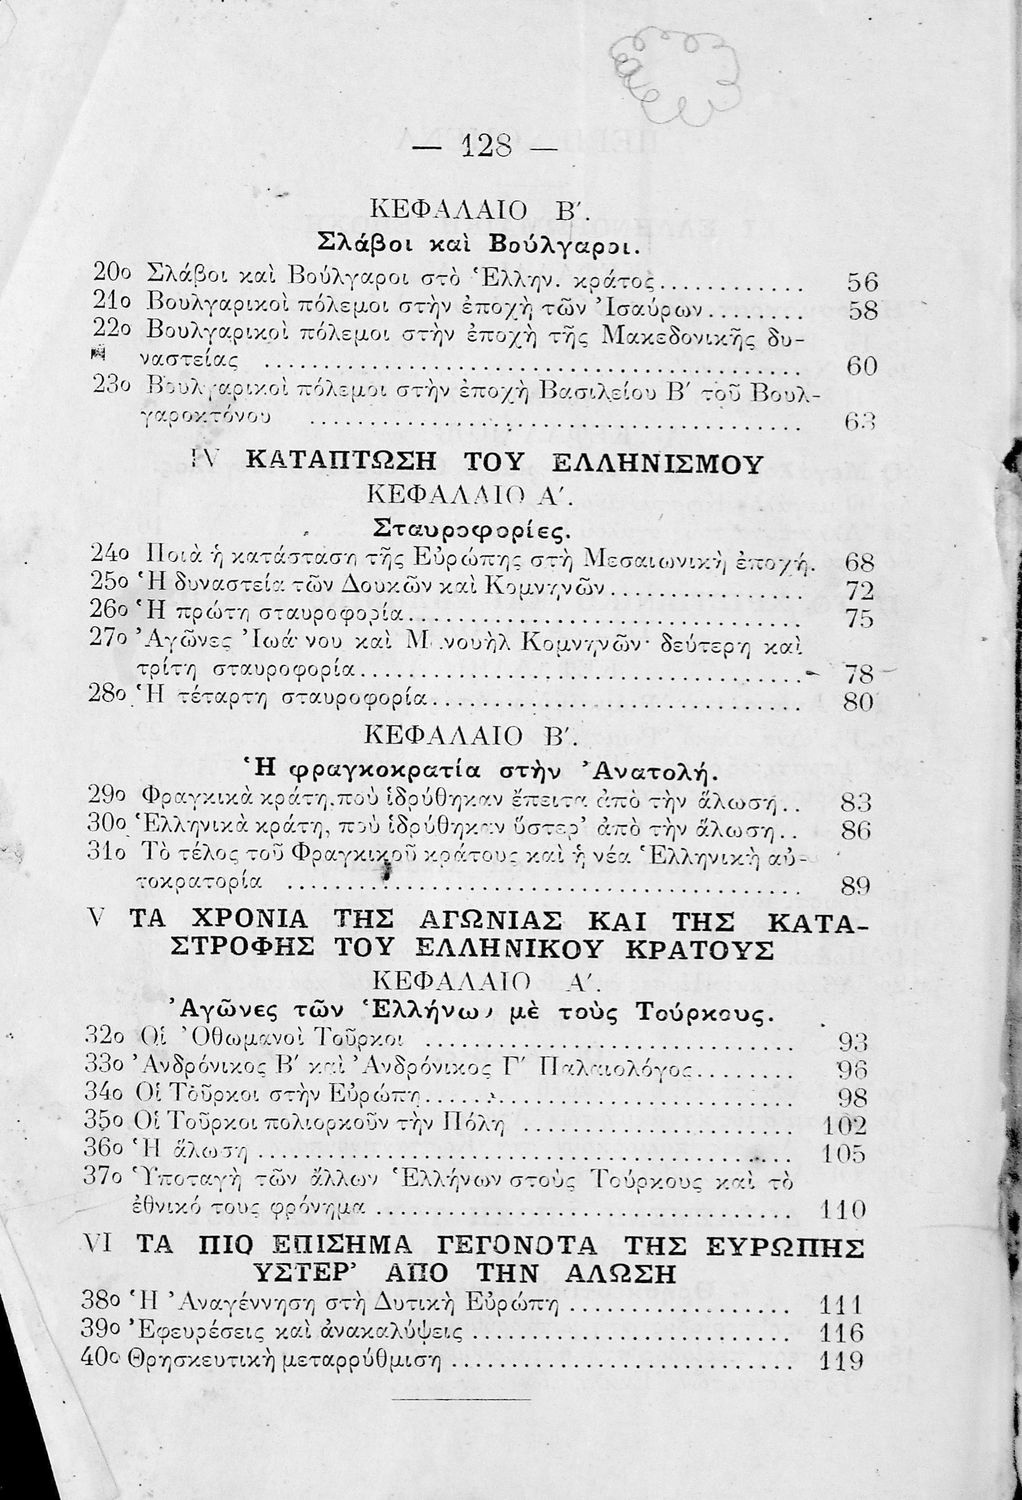 — 128 —
ΚΕΦΑΛΑΙΟ Β΄.
Σλάβοι καὶ Βούλγαροι.
20ο Σλάβοι καὶ Βούλγαροι στὸ Ἑλλην. κράτος............ 56
21ο Βουλγαρικοὶ πόλεμοι στὴν ἐποχὴ τῶν Ἰσαύρων........ 58
22ο Βουλγαρικοὶ πόλεμοι στὴν ἐποχὴ τῆς Μακεδονικῆς δυ-
ναστείας ........................................ 60
23ο Βουλγαρικοὶ πόλεμοι στὴν ἐποχὴ Βασιλείου Β΄ τοῦ Βουλ-
γαροκτόνου .................................... 63
IV ΚΑΤΑΠΤΩΣΗ ΤΟΥ ΕΛΛΗΝΙΣΜΟΥ
ΚΕΦΑΛΑΙΟ Α΄.
Σταυροφορίες.
24ο Ποιὰ ἡ κατάσταση τῆς Εὐρώπης στὴ Μεσαιωνικὴ ἐποχή. 68
25ο Ἡ δυναστεία τῶν Δουκῶν καὶ Κομνηνῶν.............. 72
26ο Ἡ πρώτη σταυροφορία............................. 75
27ο Ἀγῶνες Ἰωά νου καὶ Μ νουὴλ Κομνηνῶν· δεύτερη καὶ
τρίτη σταυροφορία................................ 78
28ο Ἡ τέταρτη σταυροφορία........................... 80
ΚΕΦΑΛΑΙΟ Β΄.
Ἡ φραγκοκρατία στὴν Ἀνατολή.
29ο Φραγκικὰ κράτη, ποὺ ἱδρύθηκαν ἔπειτα ἀπὸ τὴν ἅλωση.. 83
30ο Ἑλληνικὰ κράτη, ποὺ ἱδρύθηκαν ὕστερ’ ἀπὸ τὴν ἅλωση.. 86
31ο Τὸ τέλος τοῦ Φραγκικοῦ κράτους καὶ ἡ νέα Ἑλληνικὴ αὐ-
τοκρατορία ...................................... 89
V ΤΑ ΧΡΟΝΙΑ ΤΗΣ ΑΓΩΝΙΑΣ ΚΑΙ ΤΗΣ ΚΑΤΑ-
ΣΤΡΟΦΗΣ ΤΟΥ ΕΛΛΗΝΙΚΟΥ ΚΡΑΤΟΥΣ
ΚΕΦΑΛΑΙΟ Α΄.
Ἀγῶνες τῶν Ἑλλήνων μὲ τοὺς Τούρκους.
32ο Οἱ Ὀθωμανοὶ Τοῦρκοι ........................... 93
33ο Ἀνδρόνικος Β΄ καὶ Ἀνδρόνικος Γ΄ Παλαιολόγος........ 96
34ο Οἱ Τοῦρκοι στὴν Εὐρώπη........................... 98
35ο Οἱ Τοῦρκοι πολιορκοῦν τὴν Πόλη .................... 102
36ο Ἡ ἅλωση........................................ 105
37ο Ὑποταγὴ τῶν ἄλλων Ἑλλήνων στοὺς Τούρκους καὶ τὸ
ἐθνικό τους φρόνημα............................... 110
VI ΤΑ ΠΙΟ ΕΠΙΣΗΜΑ ΓΕΓΟΝΟΤΑ ΤΗΣ ΕΥΡΩΠΗΣ
ΥΣΤΕΡ’ ΑΠΟ ΤΗΝ ΑΛΩΣΗ
38ο Ἡ Ἀναγέννηση στὴ Δυτικὴ Εὐρώπη ................. 111
39ο Ἐφευρέσεις καὶ ἀνακαλύψεις ........................ 116
40ο Θρησκευτικὴ μεταρρύθμιση .......................... 119